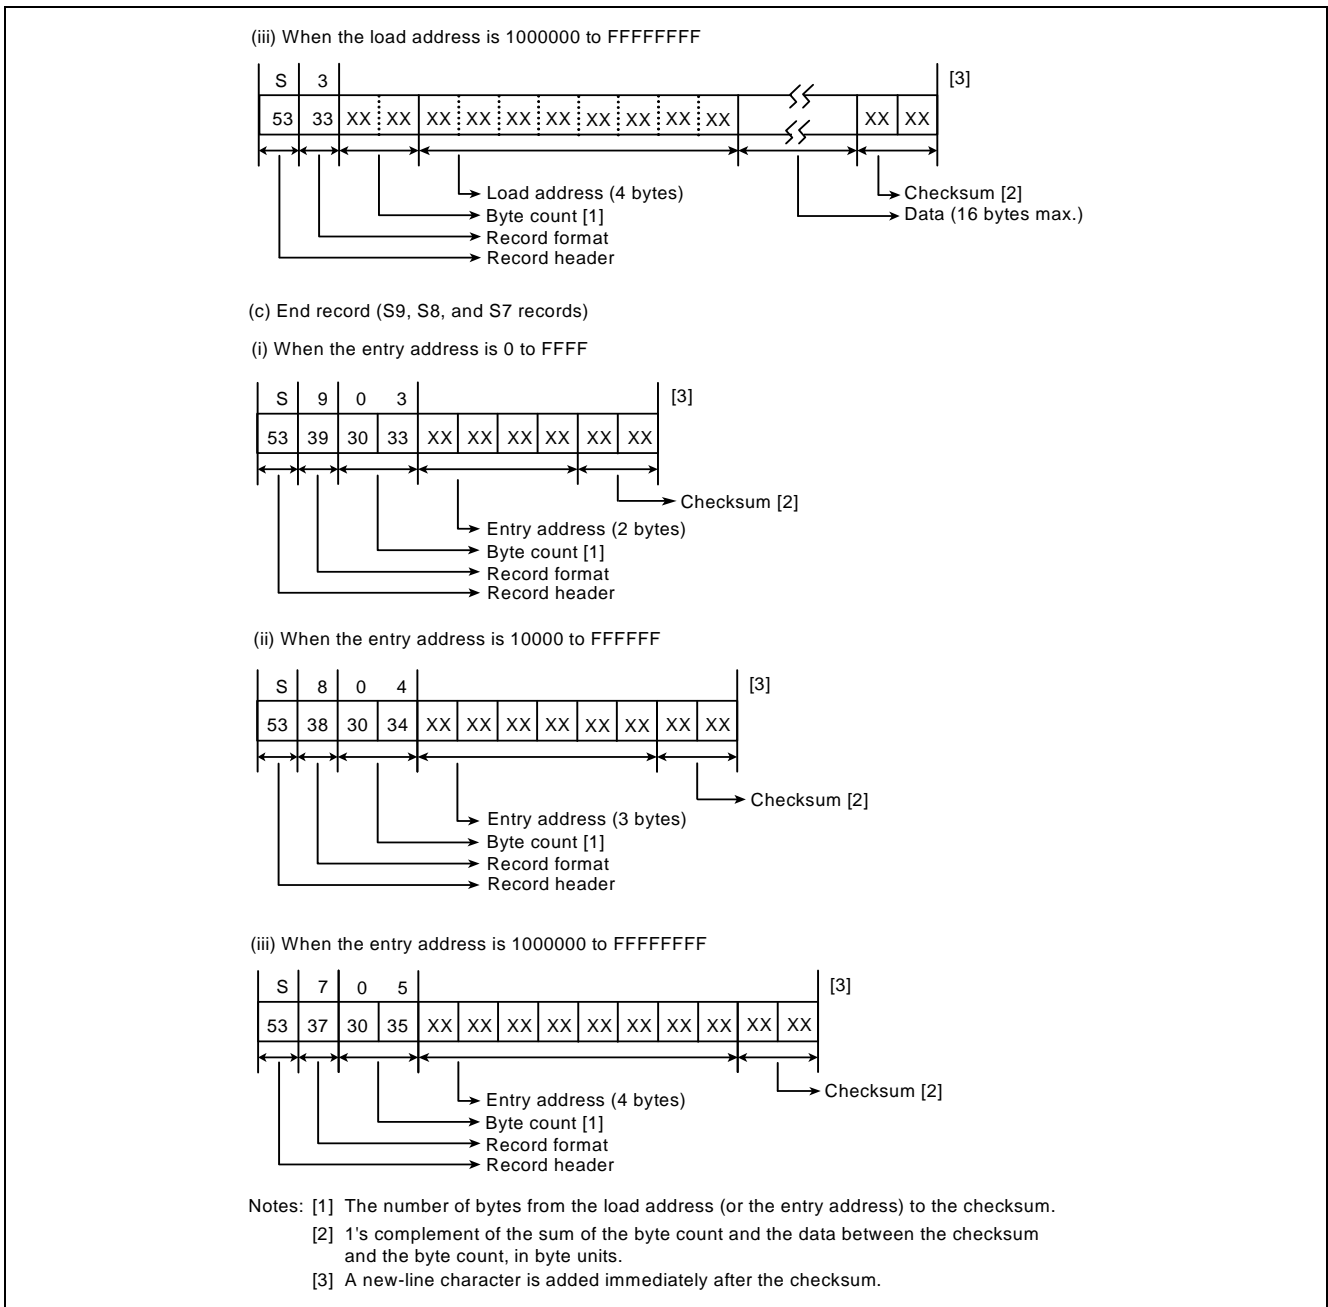 (iii) When the load address is 1000000 to FFFFFFFF
S 3 [3]
53 33 XX XX XX XX XX XX XX XX XX XX XX XX
Load address (4 bytes)
Checksum [2]
Byte count [1]
Data (16 bytes max.)
Record format
Record header
(c) End record (S9, S8, and S7 records)
(i) When the entry address is 0 to FFFF
S 9 0 3 [3]
53 39 30 33 XX XX XX XX XX XX
Checksum [2]
Entry address (2 bytes)
Byte count [1]
Record format
Record header
(ii) When the entry address is 10000 to FFFFFF
S 8 0 4 [3]
53 38 30 34 XX XX XX XX XX XX XX XX
Checksum [2]
Entry address (3 bytes)
Byte count [1]
Record format
Record header
(iii) When the entry address is 1000000 to FFFFFFFF
S 7 0 5 [3]
53 37 30 35 XX XX XX XX XX XX XX XX XX XX
Checksum [2]
Entry address (4 bytes)
Byte count [1]
Record format
Record header
Notes: [1] The number of bytes from the load address (or the entry address) to the checksum.
[2] 1's complement of the sum of the byte count and the data between the checksum
and the byte count, in byte units.
[3] A new-line character is added immediately after the checksum.